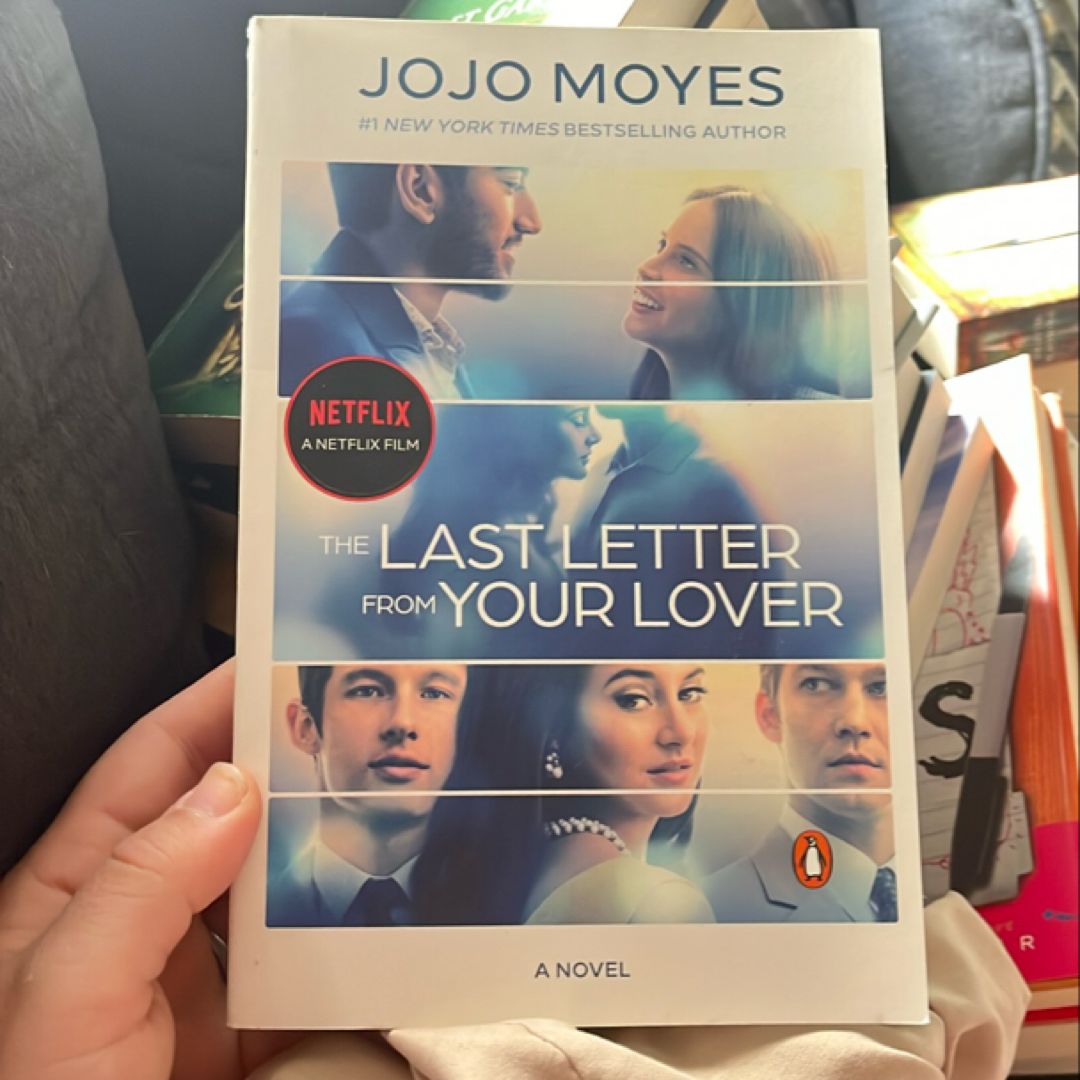 JOJO MOYES
#1 NEW YORK TIMES BESTSELLING AUTHOR
NETFLIX
A NETFLIX FILM
THE LAST LETTER
FROM YOUR LOVER
A NOVEL
S
R